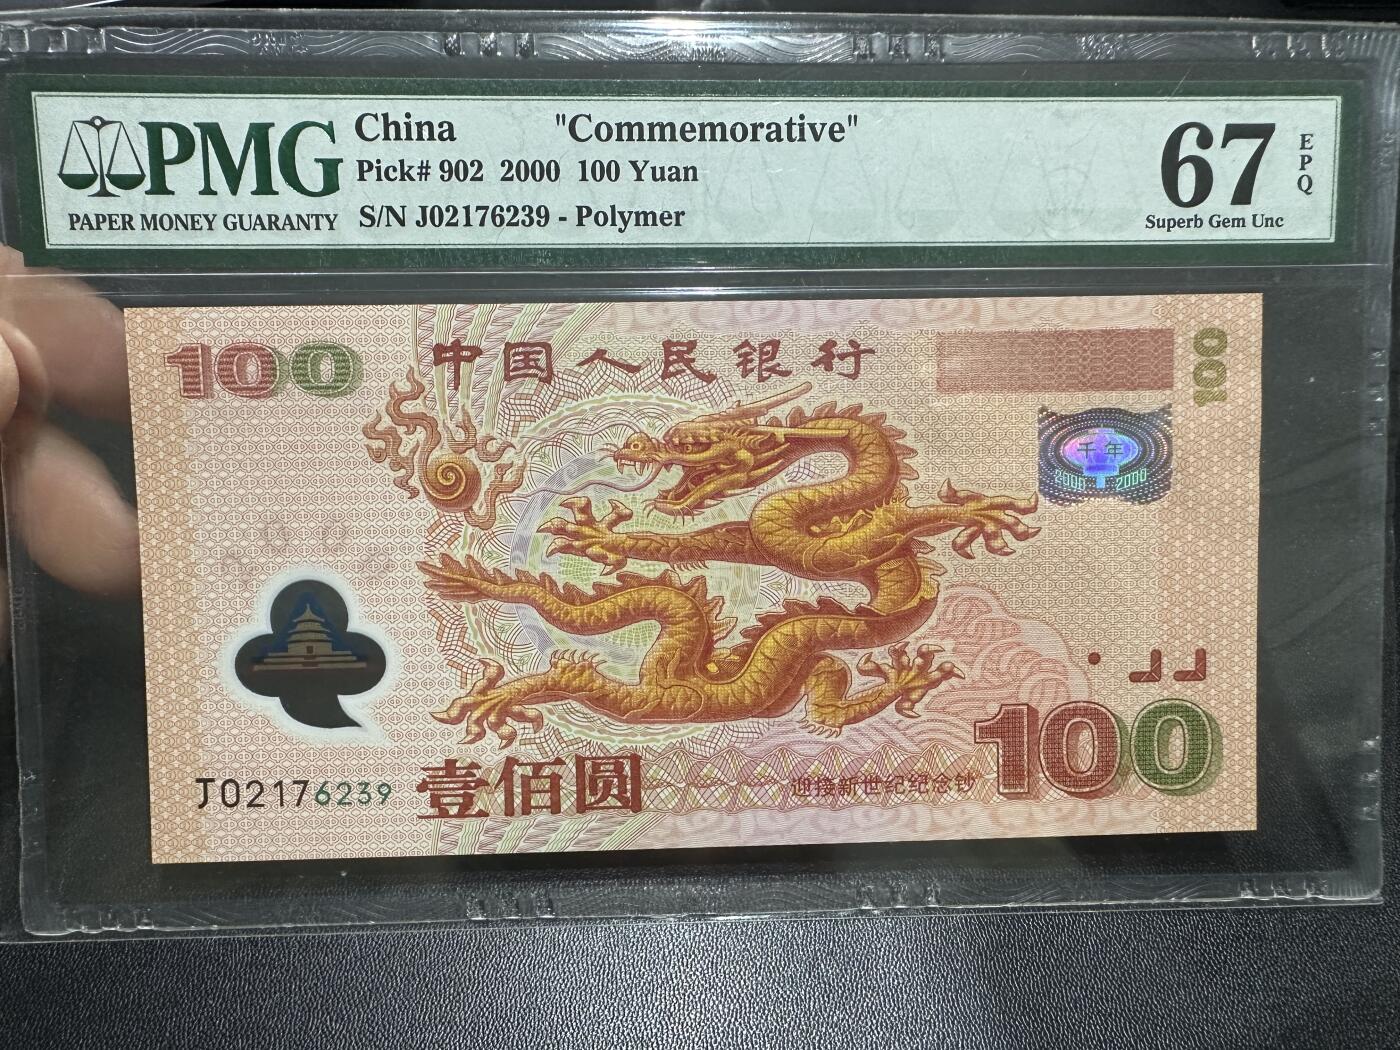 PMG
PAPER MONEY GUARANTY
China "Commemorative"
Pick# 902 2000 100 Yuan
S/N J02176239 - Polymer
67
EPQ
Superb Gem Unc
100
中国人民银行
100
千年
2000 2000
J02176239
壹佰圆
迎接新世纪纪念钞
100